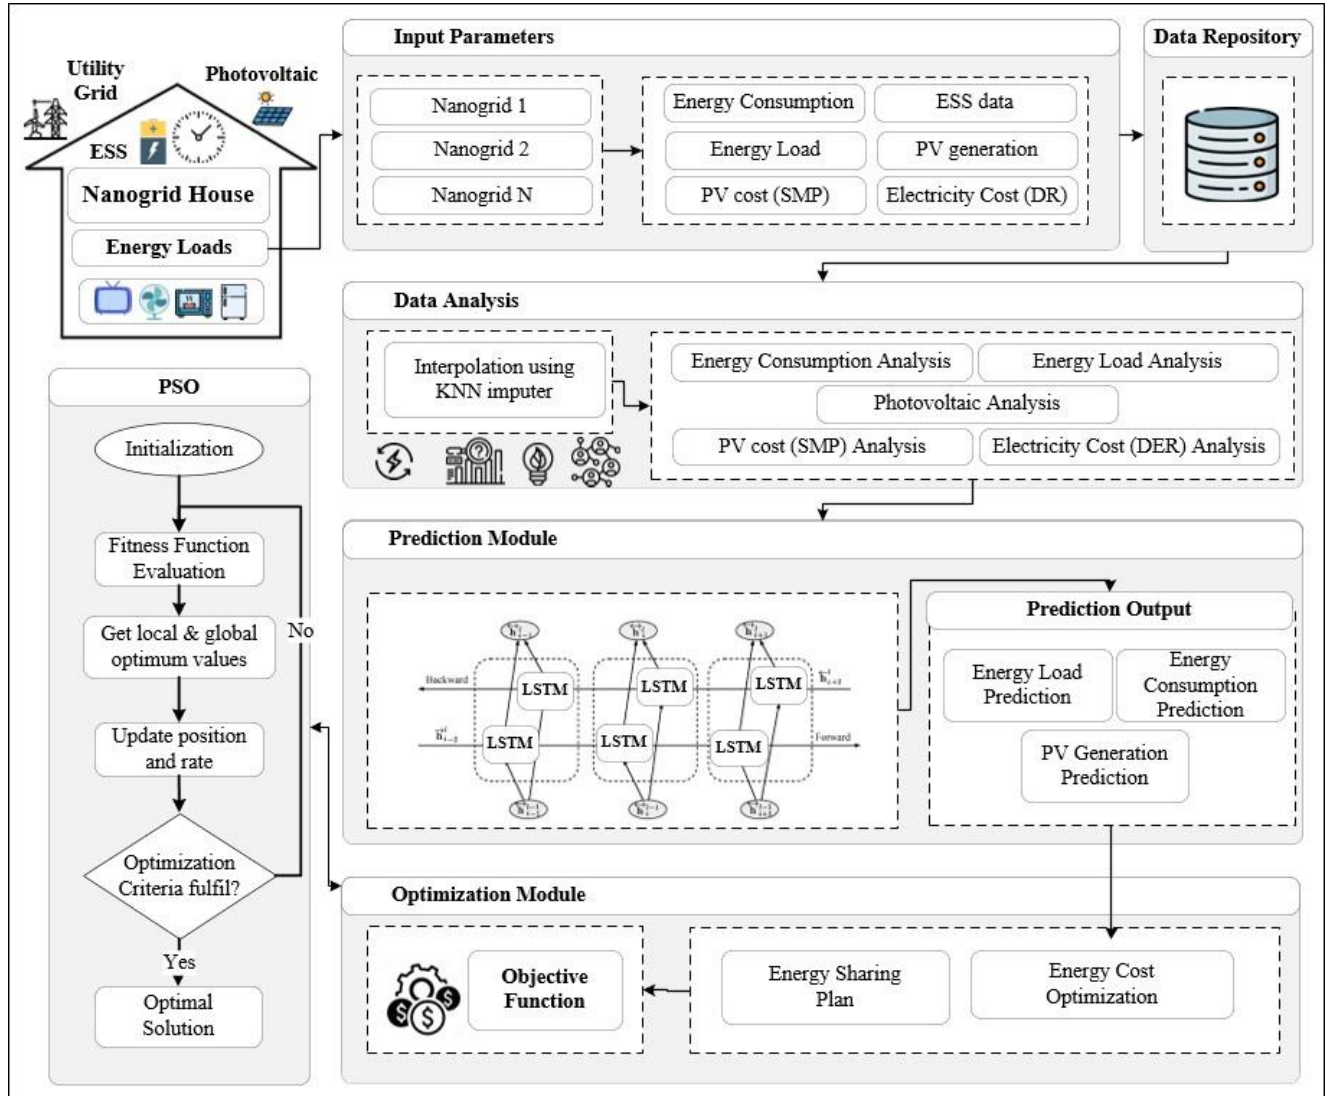 Utility
Grid
Photovoltaic
ESS
Nanogrid House
Energy Loads
Input Parameters
Nanogrid 1
Nanogrid 2
Nanogrid N
Energy Consumption
ESS data
Energy Load
PV generation
PV cost (SMP)
Electricity Cost (DR)
Data Repository
Data Analysis
Interpolation using
KNN imputer
Energy Consumption Analysis
Energy Load Analysis
Photovoltaic Analysis
PV cost (SMP) Analysis
Electricity Cost (DER) Analysis
PSO
Initialization
Fitness Function
Evaluation
Get local & global
optimum values
No
Update position
and rate
Optimization
Criteria fulfil?
Yes
Optimal
Solution
Prediction Module
Backward
LSTM
LSTM
LSTM
LSTM
LSTM
LSTM
Forward
Prediction Output
Energy Load
Prediction
Energy
Consumption
Prediction
PV Generation
Prediction
Optimization Module
Objective
Function
Energy Sharing
Plan
Energy Cost
Optimization